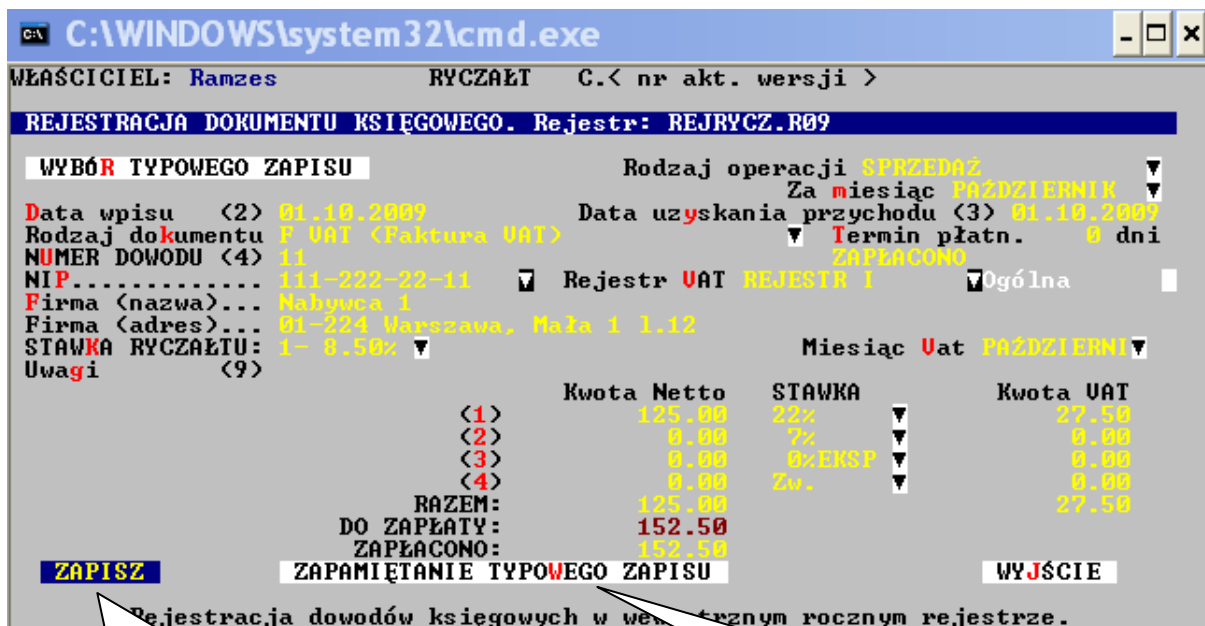 C:\WINDOWS\system32\cmd.exe
WŁAŚCICIEL: Ramzes RYCZAŁT C.< nr akt. wersji >
REJESTRACJA DOKUMENTU KSIĘGOWEGO. Rejestr: REJRYCZ.R09
WYBÓR TYPOWEGO ZAPISU Rodzaj operacji SPRZEDAŻ
Za miesiąc PAŹDZIERNIK
Data wpisu (2) 01.10.2009 Data uzyskania przychodu (3) 01.10.2009
Rodzaj dokumentu F VAT (Faktura VAT) Termin płatn. 0 dni
NUMER DOWODU (4) 11 ZAPŁACONO
NIP............. 111-222-22-11 Rejestr VAT REJESTR I Ogólna
Firma (nazwa)... Nabywca 1
Firma (adres)... 01-224 Warszawa, Mała 1 l.12
STAWKA RYCZAŁTU: 1- 8.50% Miesiąc Vat PAŹDZIERNI
Uwagi (9)
Kwota Netto STAWKA Kwota VAT
(1) 125.00 22% 27.50
(2) 0.00 7% 0.00
(3) 0.00 0%EKSP 0.00
(4) 0.00 Zw. 0.00
RAZEM: 125.00 27.50
DO ZAPŁATY: 152.50
ZAPŁACONO: 152.50
ZAPISZ ZAPAMIĘTANIE TYPOWEGO ZAPISU WYJŚCIE
Rejestracja dowodów księgowych w rocznym rejestrze.